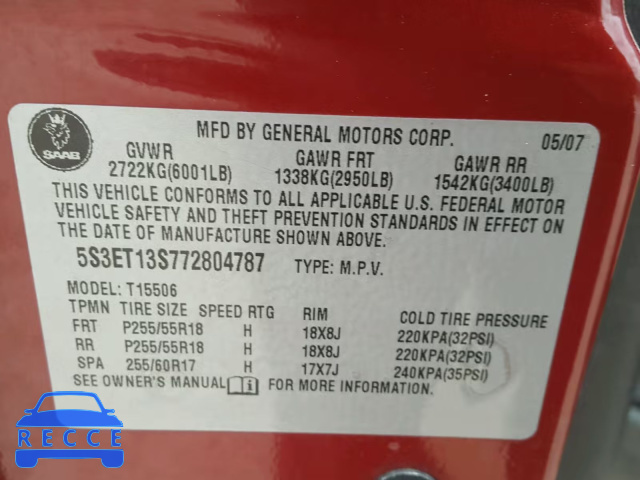 SAAB
MFD BY GENERAL MOTORS CORP. 05/07
GVWR GAWR FRT GAWR RR
2722KG(6001LB) 1338KG(2950LB) 1542KG(3400LB)
THIS VEHICLE CONFORMS TO ALL APPLICABLE U.S. FEDERAL MOTOR
VEHICLE SAFETY AND THEFT PREVENTION STANDARDS IN EFFECT ON
THE DATE OF MANUFACTURE SHOWN ABOVE.
5S3ET13S772804787 TYPE: M.P.V.
MODEL: T15506
TPMN TIRE SIZE SPEED RTG RIM COLD TIRE PRESSURE
FRT P255/55R18 H 18X8J 220KPA(32PSI)
RR P255/55R18 H 18X8J 220KPA(32PSI)
SPA 255/60R17 H 17X7J 240KPA(35PSI)
SEE OWNER'S MANUAL i FOR MORE INFORMATION.
RECCE